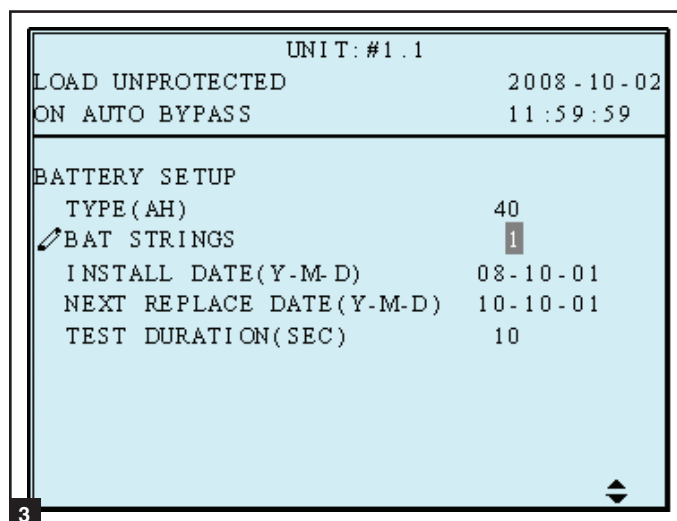 UNIT:#1.1
LOAD UNPROTECTED 2008-10-02
ON AUTO BYPASS 11:59:59
BATTERY SETUP
TYPE(AH) 40
BAT STRINGS 1
INSTALL DATE(Y-M-D) 08-10-01
NEXT REPLACE DATE(Y-M-D) 10-10-01
TEST DURATION(SEC) 10
3